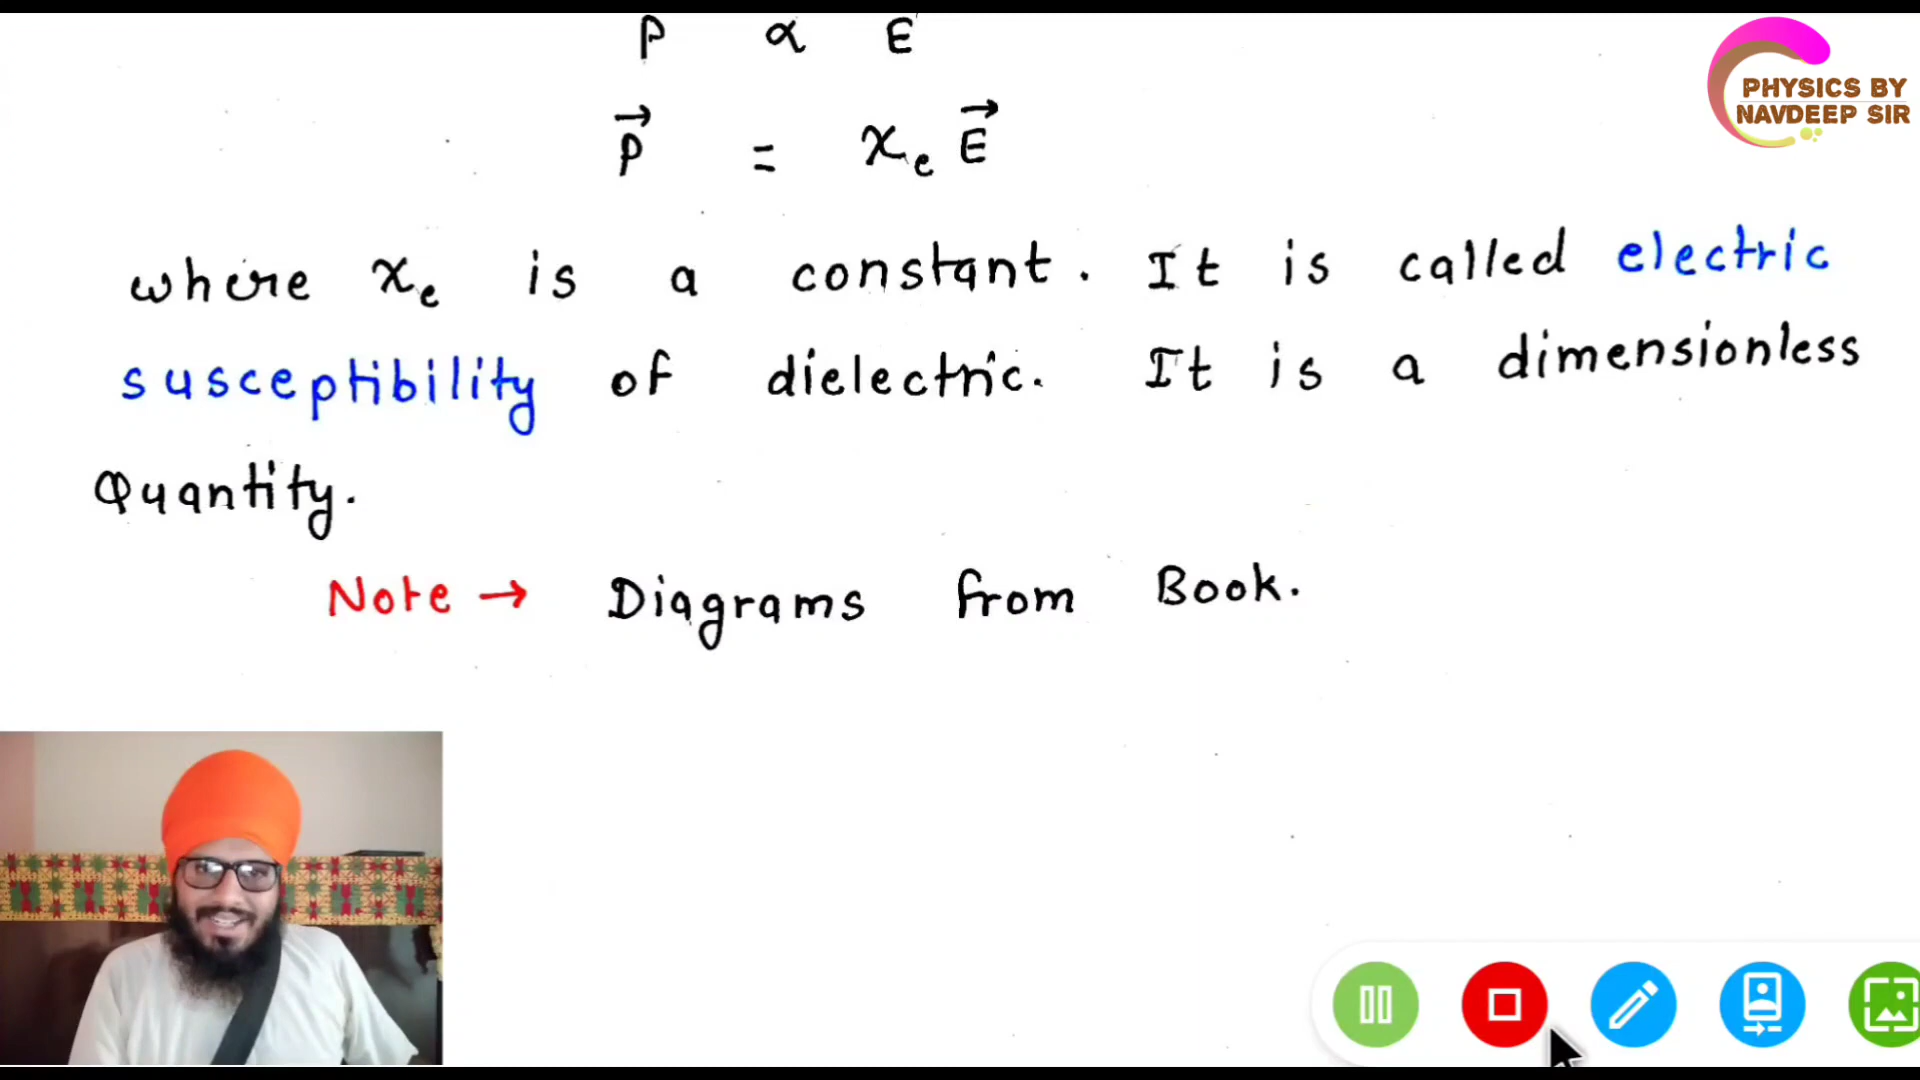 P α E
PHYSICS BY
NAVDEEP SIR
P⃗ = χₑ E⃗
where χₑ is a constant. It is called electric
susceptibility of dielectric. It is a dimensionless
Quantity.
Note → Diagrams from Book.